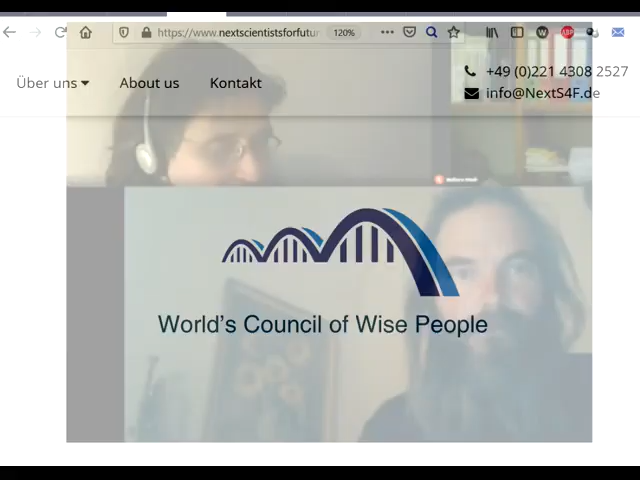 https://www.nextscientistsforfutur
120%
Über uns
About us
Kontakt
+49 (0)221 4308 2527
info@NextS4F.de
World's Council of Wise People